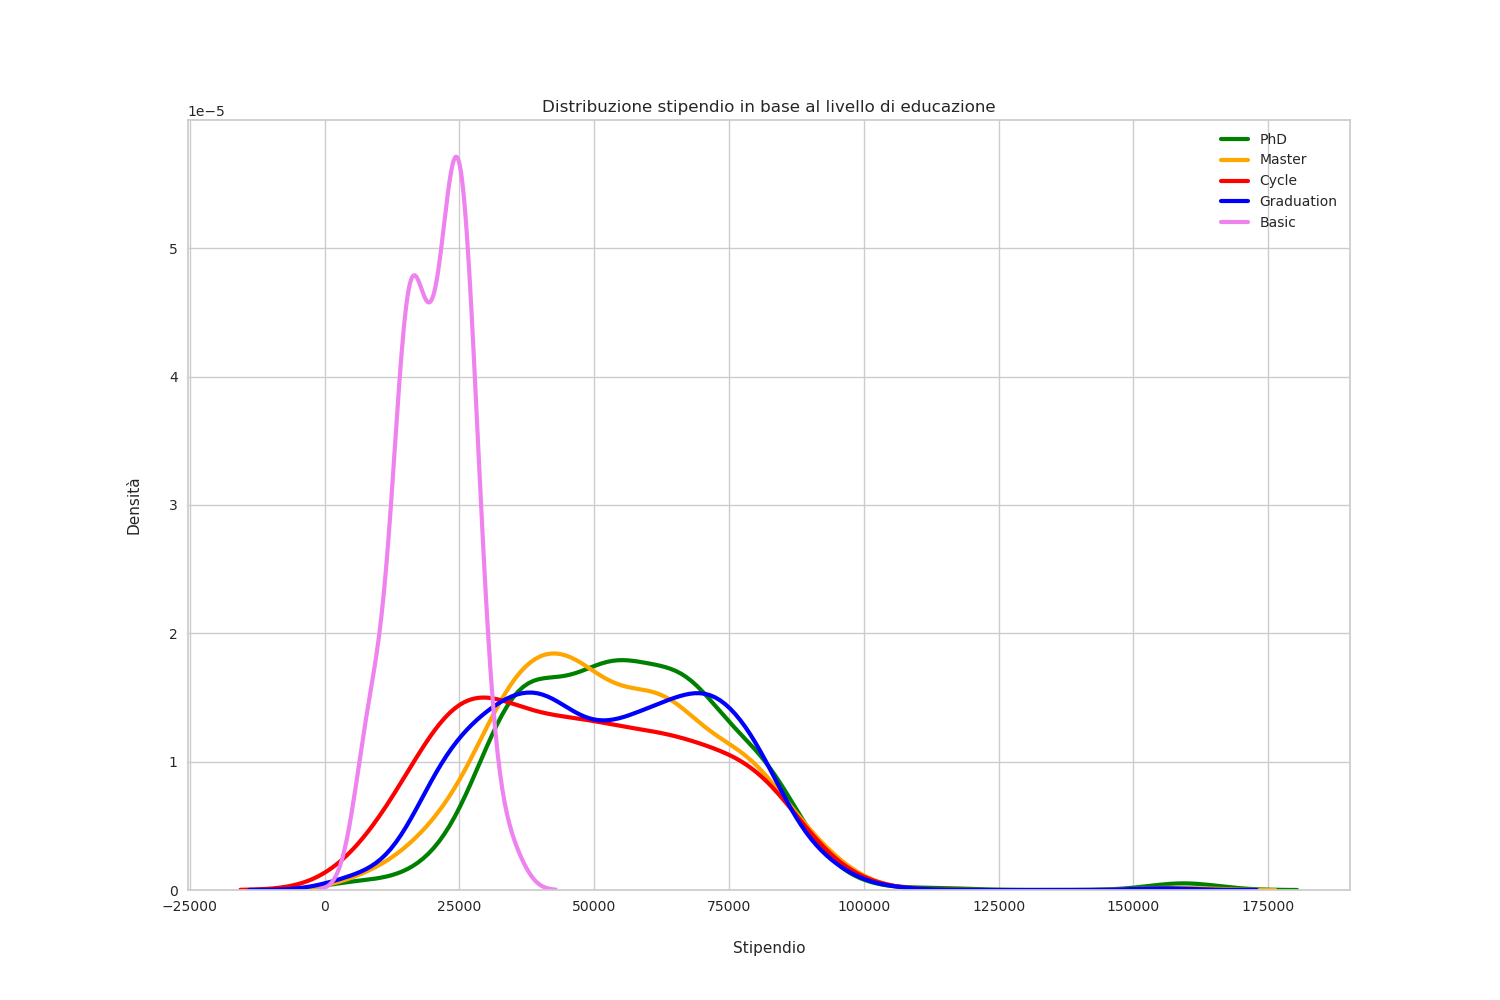 Distribuzione stipendio in base al livello di educazione
1e−5
PhD
Master
Cycle
Graduation
Basic
5
4
3
2
1
0
Densità
−25000 0 25000 50000 75000 100000 125000 150000 175000
Stipendio